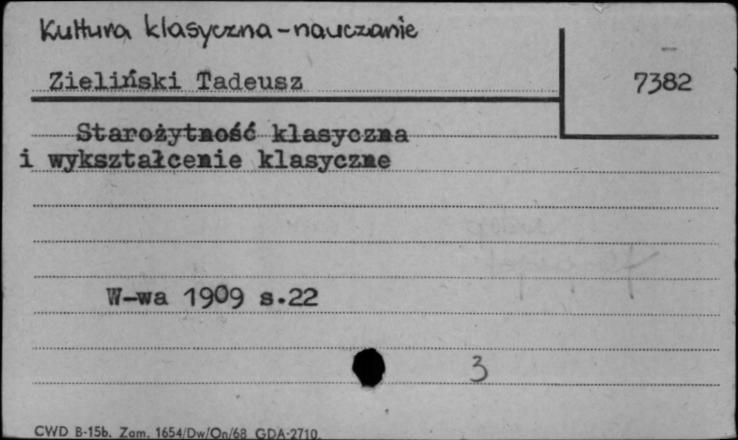 Kultura klasyczna - nauczanie
Zieliński Tadeusz
7382
Starożytność klasyczna
i wykształcenie klasyczne
W-wa 1909 s.22
3
CWD B-15b. Zam. 1654/Dw/On/68 GDA-2710.